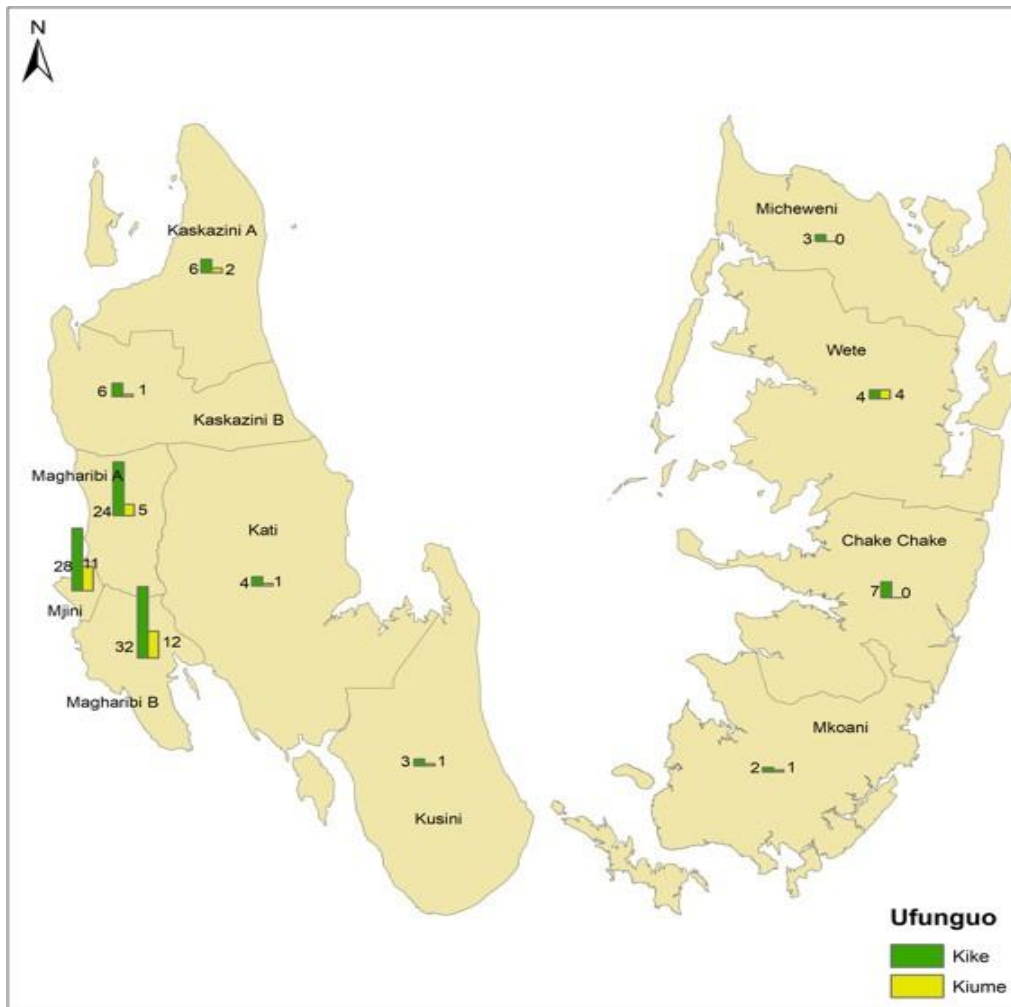 N
Kaskazini A
6 2
6 1
Kaskazini B
Magharibi A
24 5
28 11
Mjini
32 12
Magharibi B
Kati
4 1
3 1
Kusini
Micheweni
3 0
Wete
4 4
Chake Chake
7 0
Mkoani
2 1
Ufunguo
Kike
Kiume